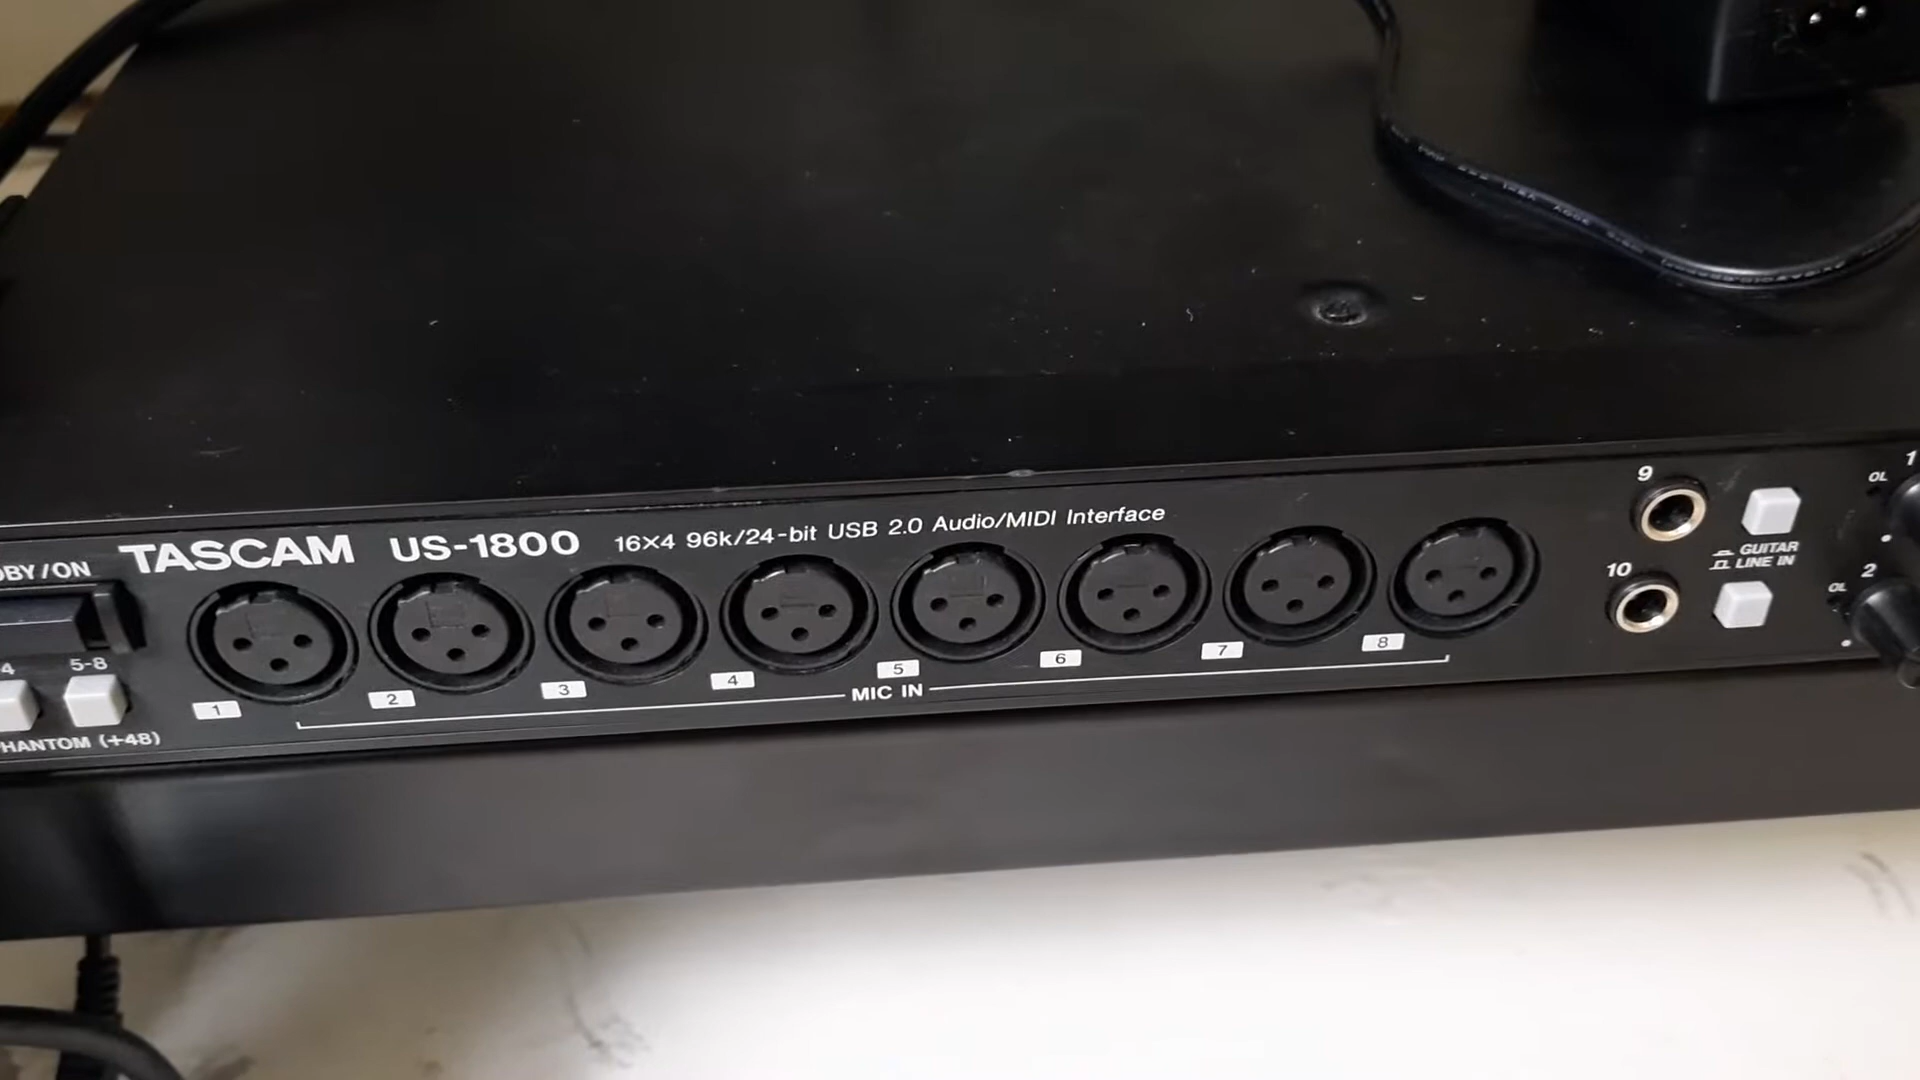 TASCAM US-1800 16×4 96k/24-bit USB 2.0 Audio/MIDI Interface
DBY/ON
4 5-8
HANTOM (+48)
1 2 3 4 5 6 7 8
MIC IN
9
10
GUITAR
LINE IN
OL 1
OL 2